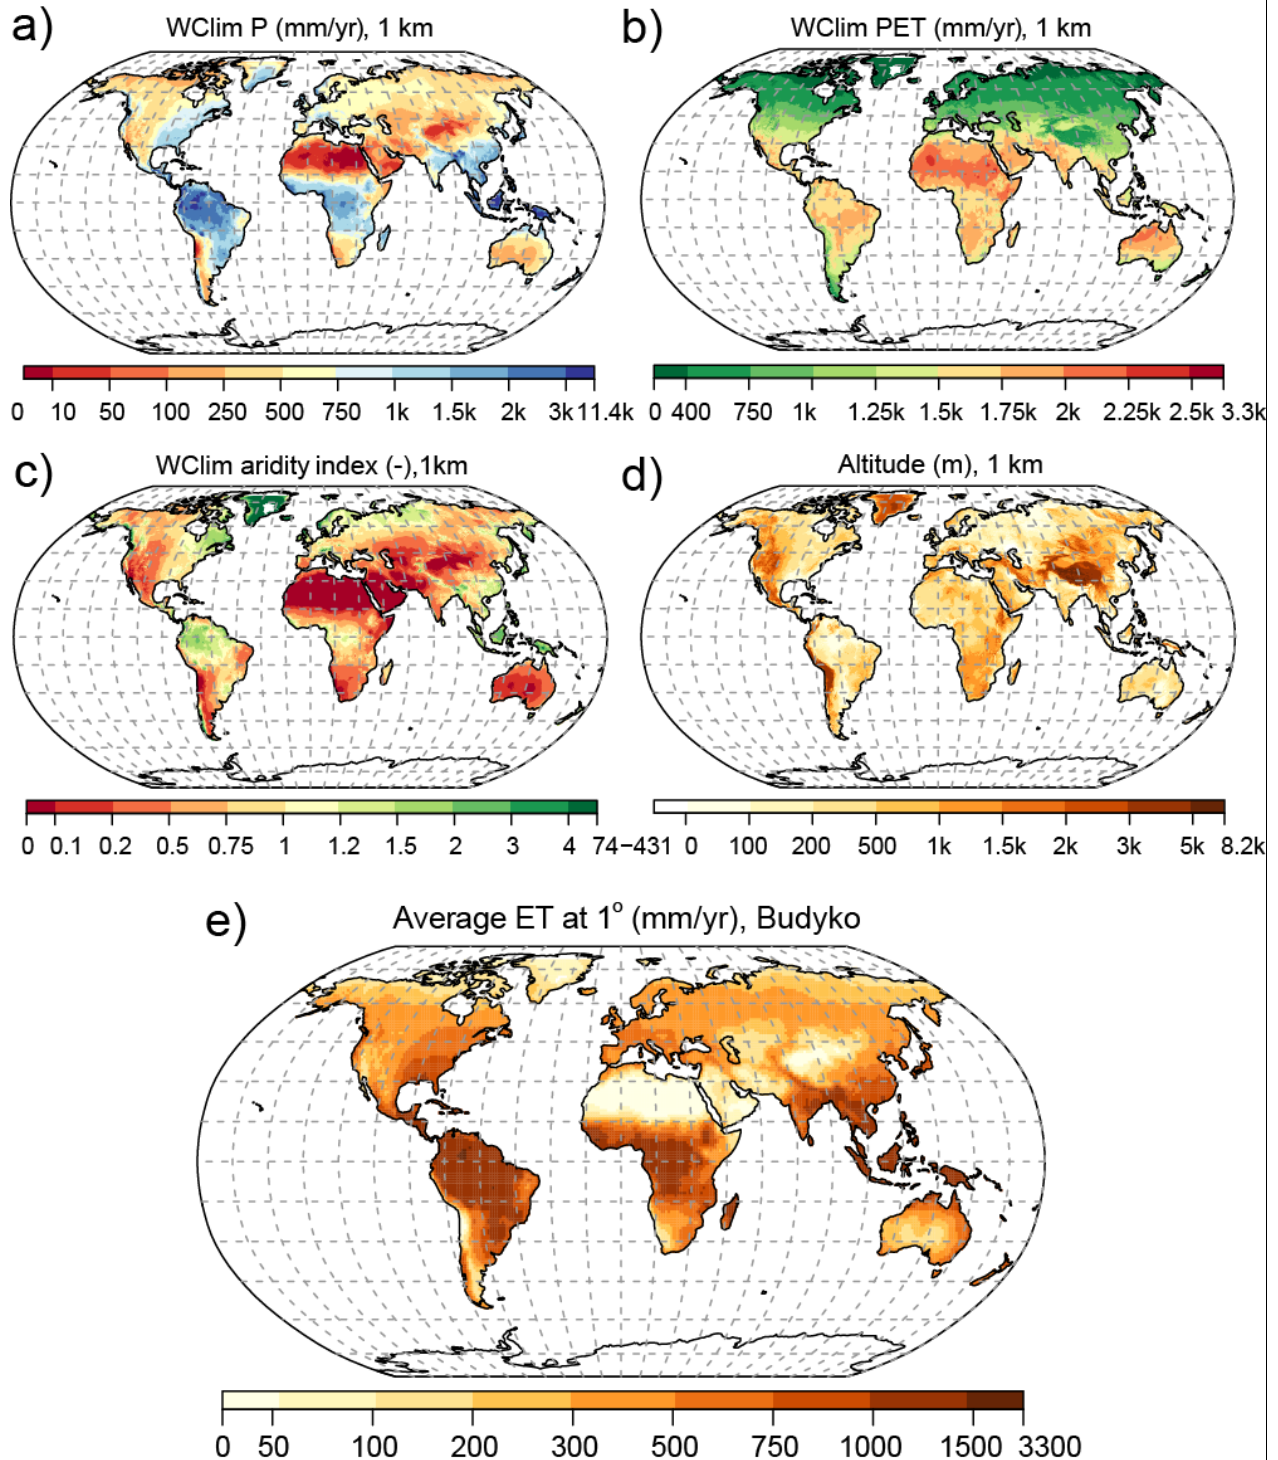 a) WClim P (mm/yr), 1 km
b) WClim PET (mm/yr), 1 km
0 10 50 100 250 500 750 1k 1.5k 2k 3k 11.4k
0 400 750 1k 1.25k 1.5k 1.75k 2k 2.25k 2.5k 3.3k
c) WClim aridity index (-),1km
d) Altitude (m), 1 km
0 0.1 0.2 0.5 0.75 1 1.2 1.5 2 3 4 74
−431 0 100 200 500 1k 1.5k 2k 3k 5k 8.2k
e) Average ET at 1° (mm/yr), Budyko
0 50 100 200 300 500 750 1000 1500 3300